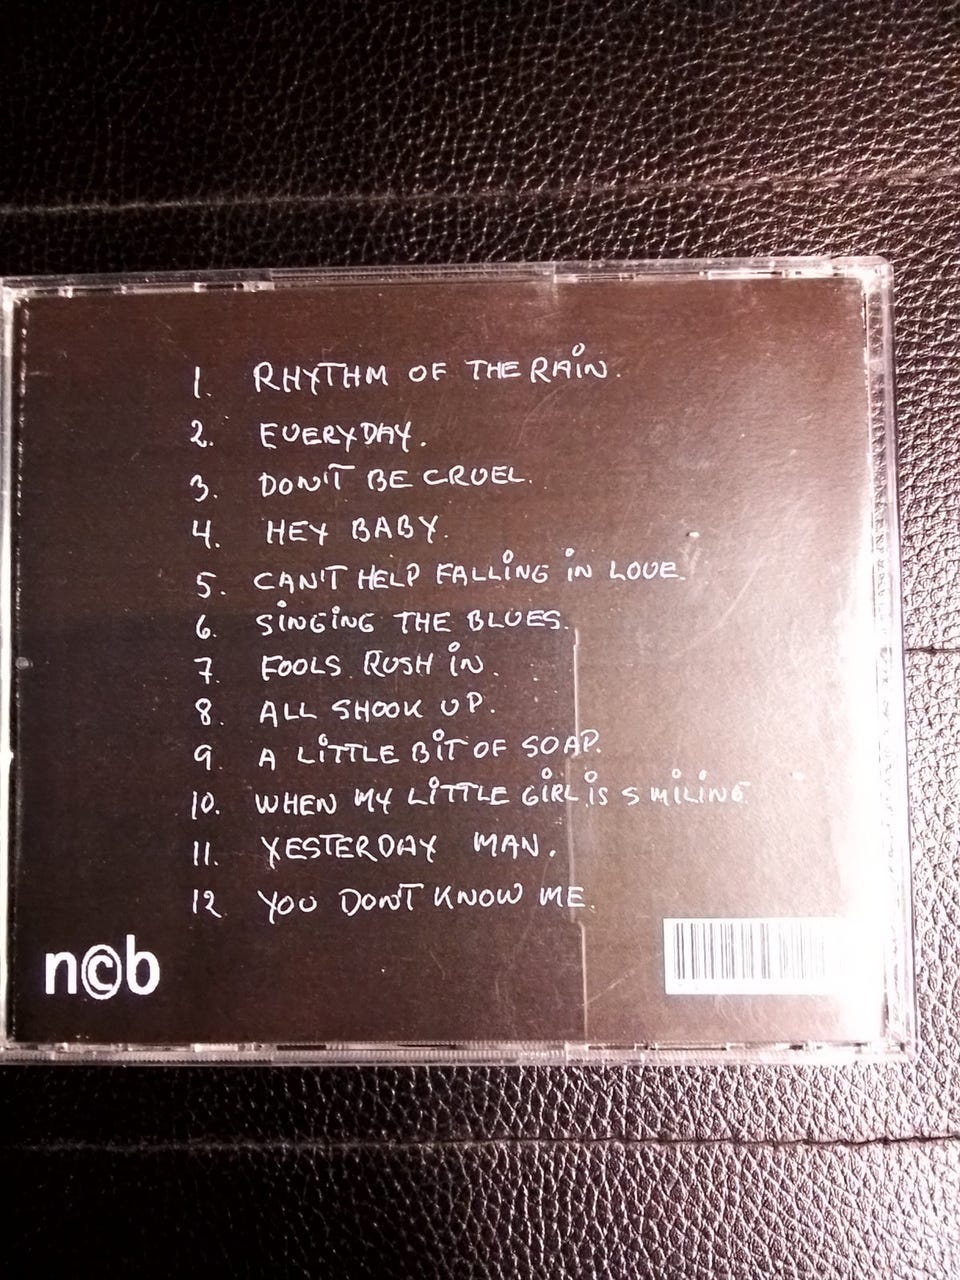 1. RHYTHM OF THE RAiN.
2. EVERYDAY.
3. DON'T BE CRUEL.
4. HEY BABY.
5. CAN'T HELP FALLiNG iN LOVE.
6. SiNGiNG THE BLUES.
7. FOOLS RUSH iN.
8. ALL SHOOK UP.
9. A LiTTLE BiT OF SOAP.
10. WHEN MY LiTTLE GiRL iS SMiLiNG
11. YESTERDAY MAN.
12. YOU DON'T KNOW ME.
n©b